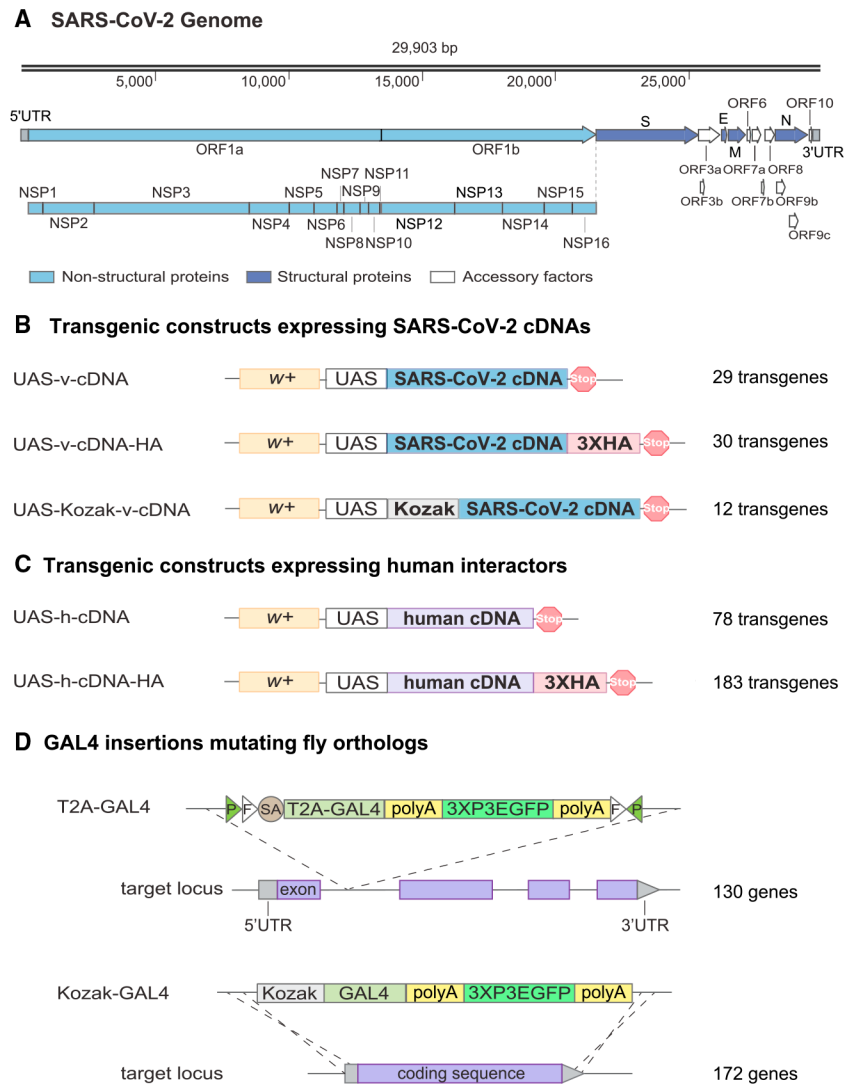 A SARS-CoV-2 Genome
29,903 bp
5,000 10,000 15,000 20,000 25,000
5'UTR ORF1a ORF1b S ORF3a ORF3b E M ORF6 ORF7a ORF7b ORF8 N ORF9b ORF9c ORF10 3'UTR
NSP1 NSP2 NSP3 NSP4 NSP5 NSP6 NSP7 NSP8 NSP9 NSP10 NSP11 NSP12 NSP13 NSP14 NSP15 NSP16
Non-structural proteins Structural proteins Accessory factors
B Transgenic constructs expressing SARS-CoV-2 cDNAs
UAS-v-cDNA w+ UAS SARS-CoV-2 cDNA Stop 29 transgenes
UAS-v-cDNA-HA w+ UAS SARS-CoV-2 cDNA 3XHA Stop 30 transgenes
UAS-Kozak-v-cDNA w+ UAS Kozak SARS-CoV-2 cDNA Stop 12 transgenes
C Transgenic constructs expressing human interactors
UAS-h-cDNA w+ UAS human cDNA Stop 78 transgenes
UAS-h-cDNA-HA w+ UAS human cDNA 3XHA Stop 183 transgenes
D GAL4 insertions mutating fly orthologs
T2A-GAL4 P F SA T2A-GAL4 polyA 3XP3EGFP polyA F P
target locus exon 130 genes
5'UTR 3'UTR
Kozak-GAL4 Kozak GAL4 polyA 3XP3EGFP polyA
target locus coding sequence 172 genes